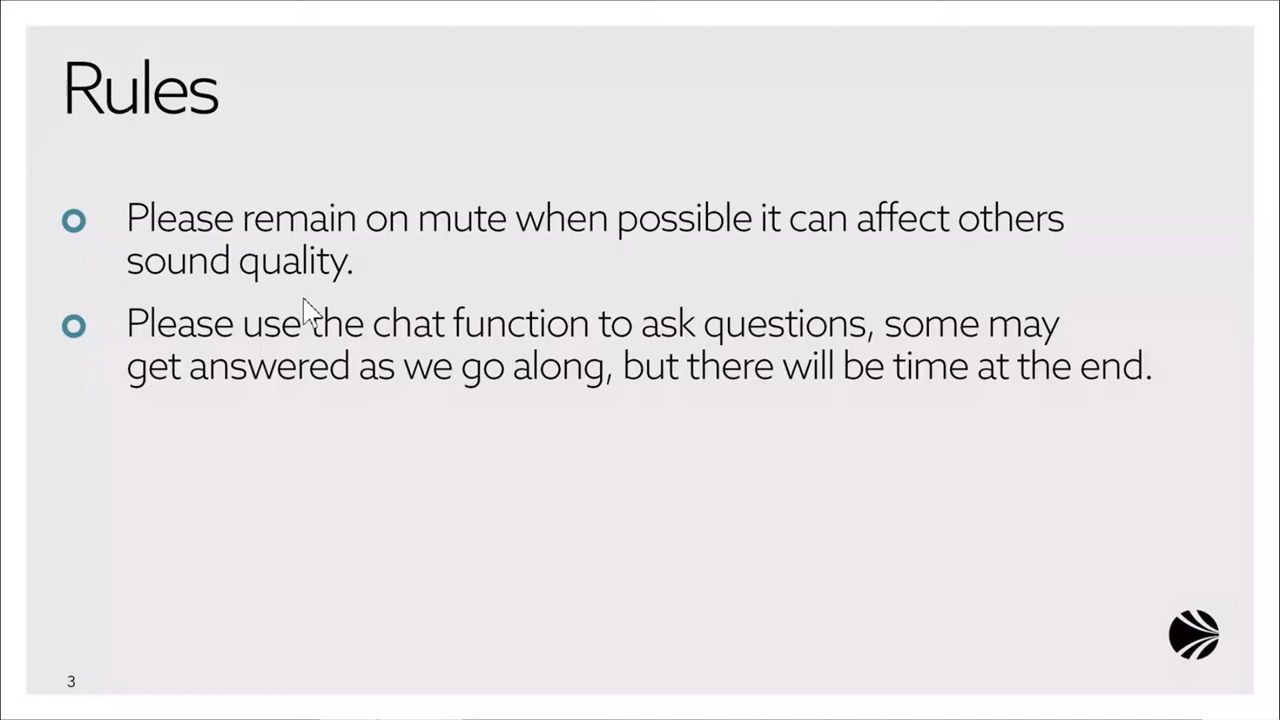 Rules
Please remain on mute when possible it can affect others
sound quality.
Please use the chat function to ask questions, some may
get answered as we go along, but there will be time at the end.
3